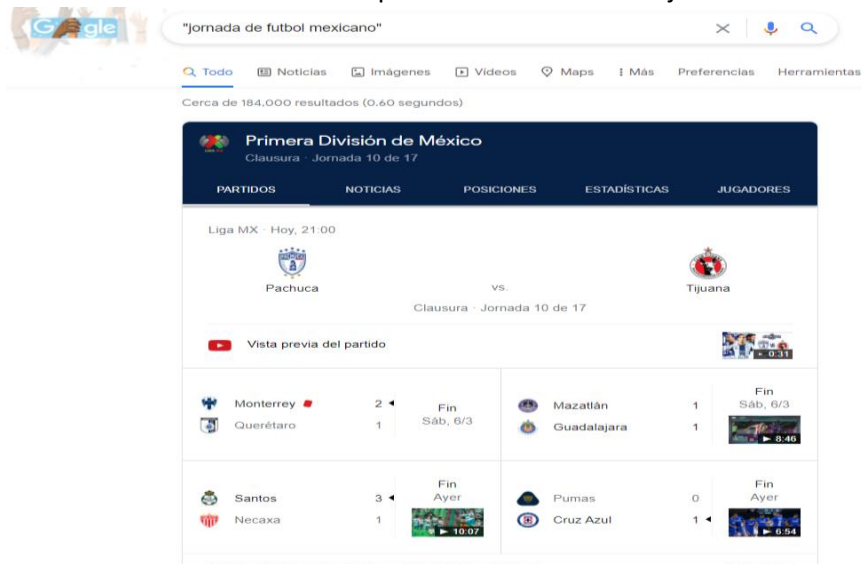 Google
"jornada de futbol mexicano"
Todo Noticias Imágenes Videos Maps Más Preferencias Herramientas
Cerca de 184,000 resultados (0.60 segundos)
Primera División de México
Clausura · Jornada 10 de 17
PARTIDOS NOTICIAS POSICIONES ESTADÍSTICAS JUGADORES
Liga MX · Hoy, 21:00
Pachuca vs. Tijuana
Clausura · Jornada 10 de 17
Vista previa del partido
0:31
Monterrey 2
Querétaro 1
Fin
Sáb, 6/3
Mazatlán 1
Guadalajara 1
Fin
Sáb, 6/3
8:46
Santos 3
Necaxa 1
Fin
Ayer
10:07
Pumas 0
Cruz Azul 1
Fin
Ayer
6:54